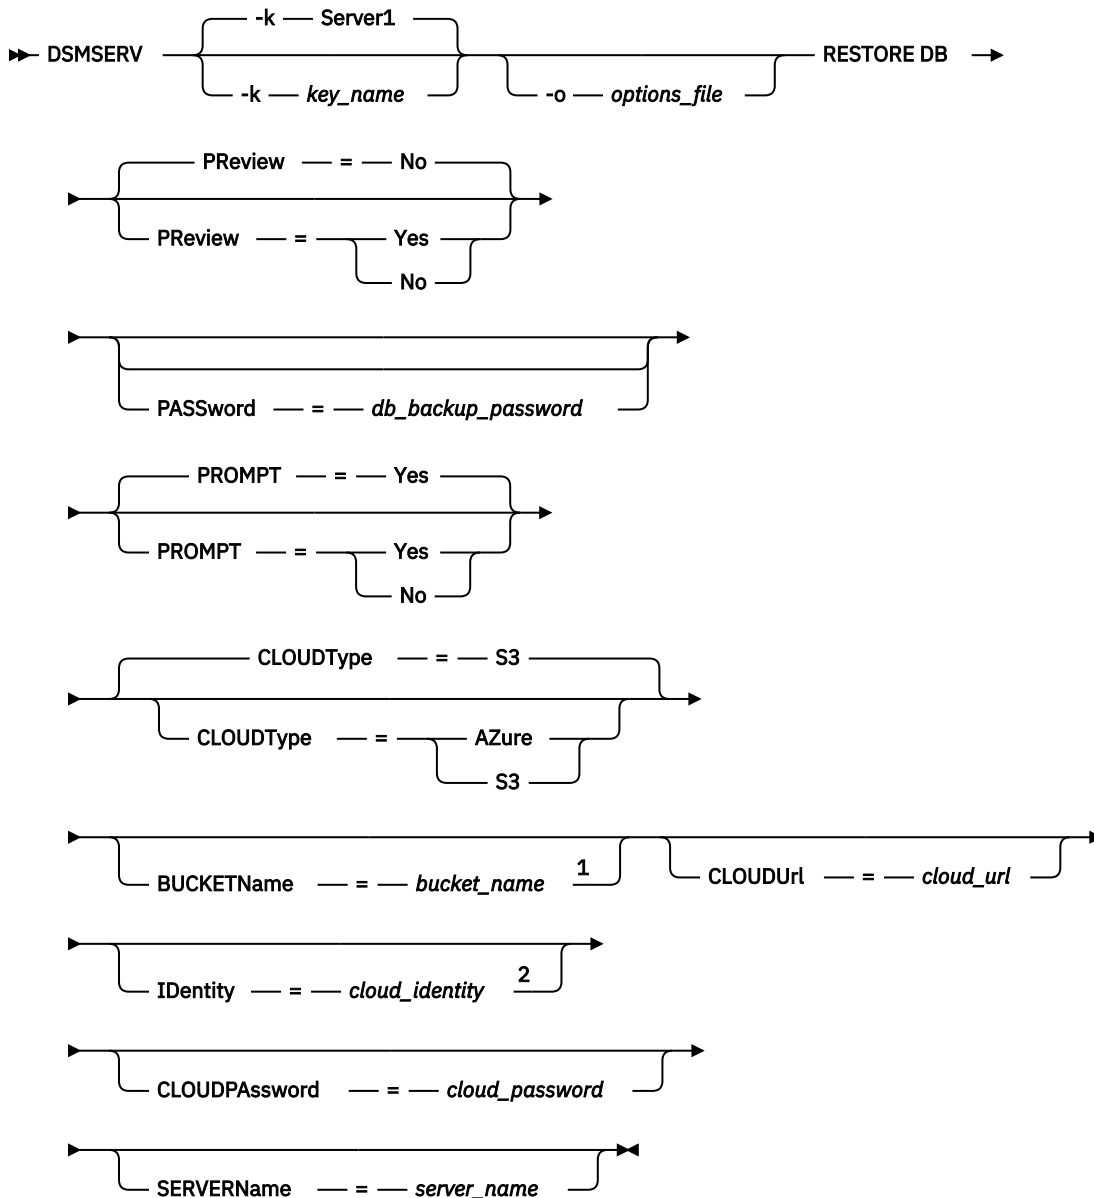 -k Server1
DSMSERV RESTORE DB
-k key_name -o options_file
PReview = No
PReview = Yes
No
PASSword = db_backup_password
PROMPT = Yes
PROMPT = Yes
No
CLOUDType = S3
CLOUDType = AZure
S3
BUCKETName = bucket_name 1 CLOUDUrl = cloud_url
IDentity = cloud_identity 2
CLOUDPAssword = cloud_password
SERVERName = server_name